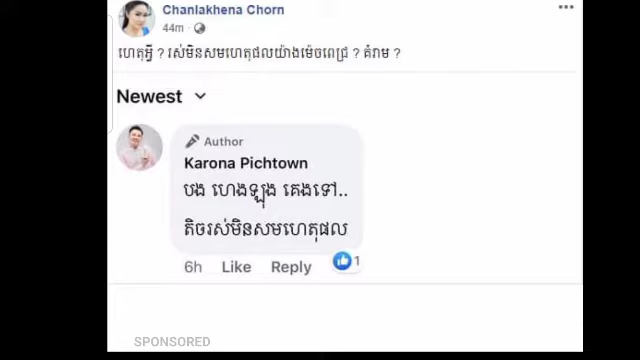 Chanlakhena Chorn
44m
ហេតុអ្វី ? រស់មិនសមហេតុផលយ៉ាងម៉េចពេជ្រ ? គំរាម ?
Newest
Author
Karona Pichtown
បង ហេងឡុង គេងទៅ..
តិចរស់មិនសមហេតុផល
6h Like Reply 1
SPONSORED